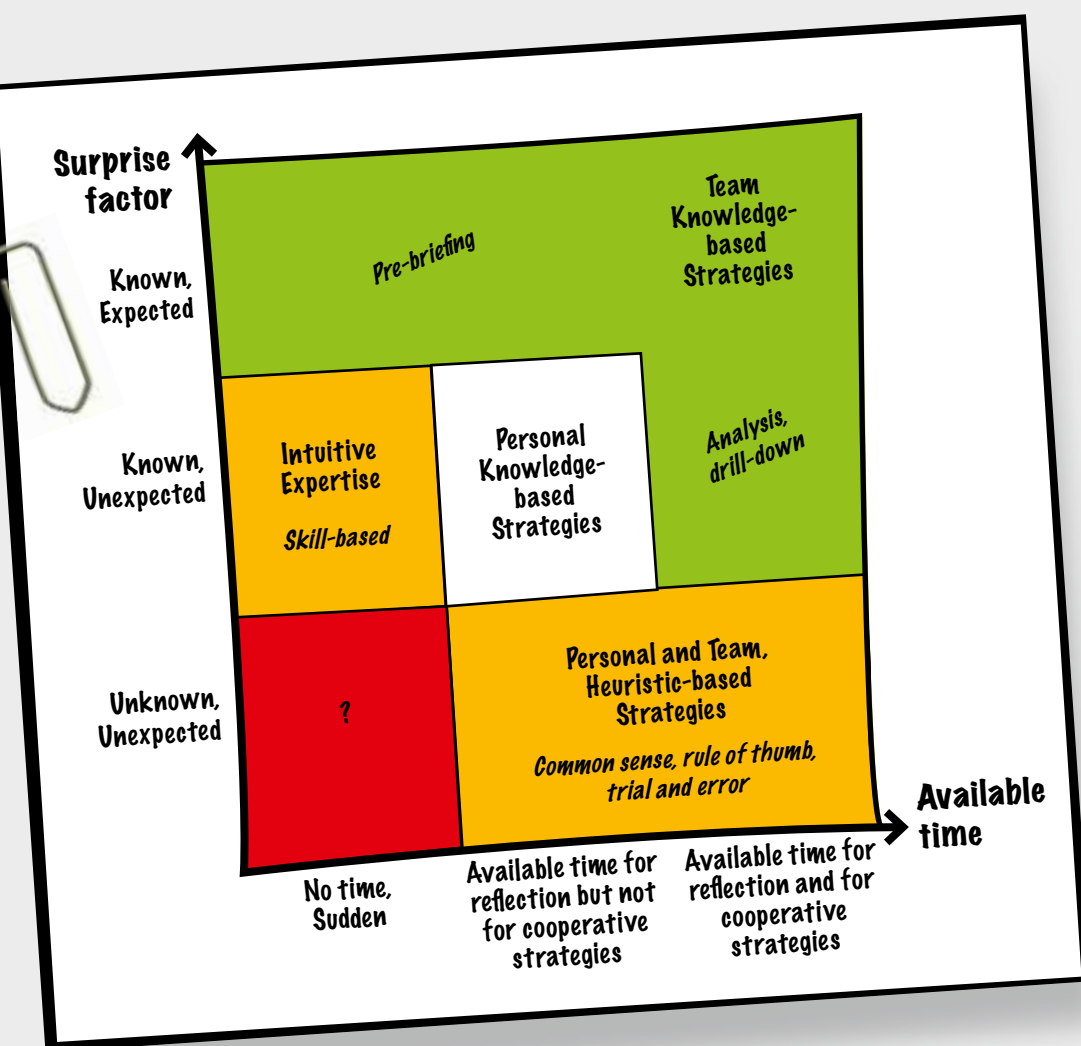 Surprise
factor
Known,
Expected
Pre-briefing
Team
Knowledge-
based
Strategies
Known,
Unexpected
Intuitive
Expertise
Skill-based
Personal
Knowledge-
based
Strategies
Analysis,
drill-down
Unknown,
Unexpected
?
Personal and Team,
Heuristic-based
Strategies
Common sense, rule of thumb,
trial and error
Available
time
No time,
Sudden
Available time for
reflection but not
for cooperative
strategies
Available time for
reflection and for
cooperative
strategies